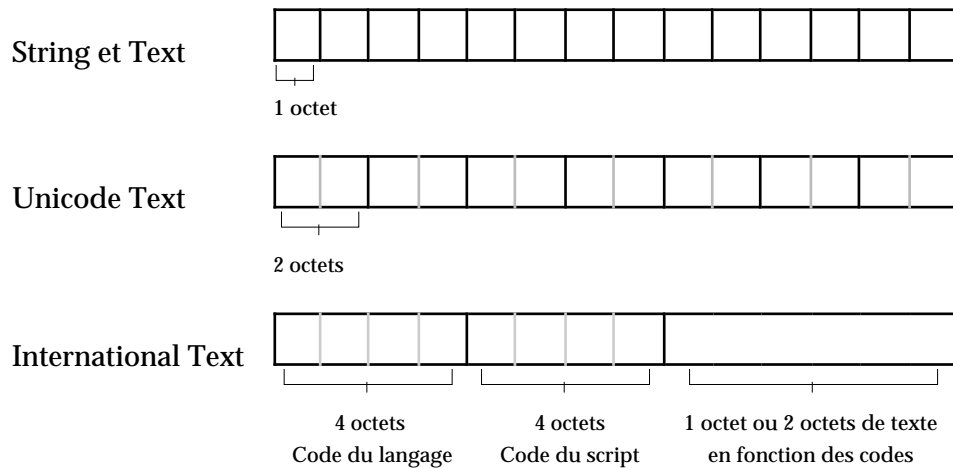 String et Text
1 octet
Unicode Text
2 octets
International Text
4 octets
Code du langage
4 octets
Code du script
1 octet ou 2 octets de texte
en fonction des codes